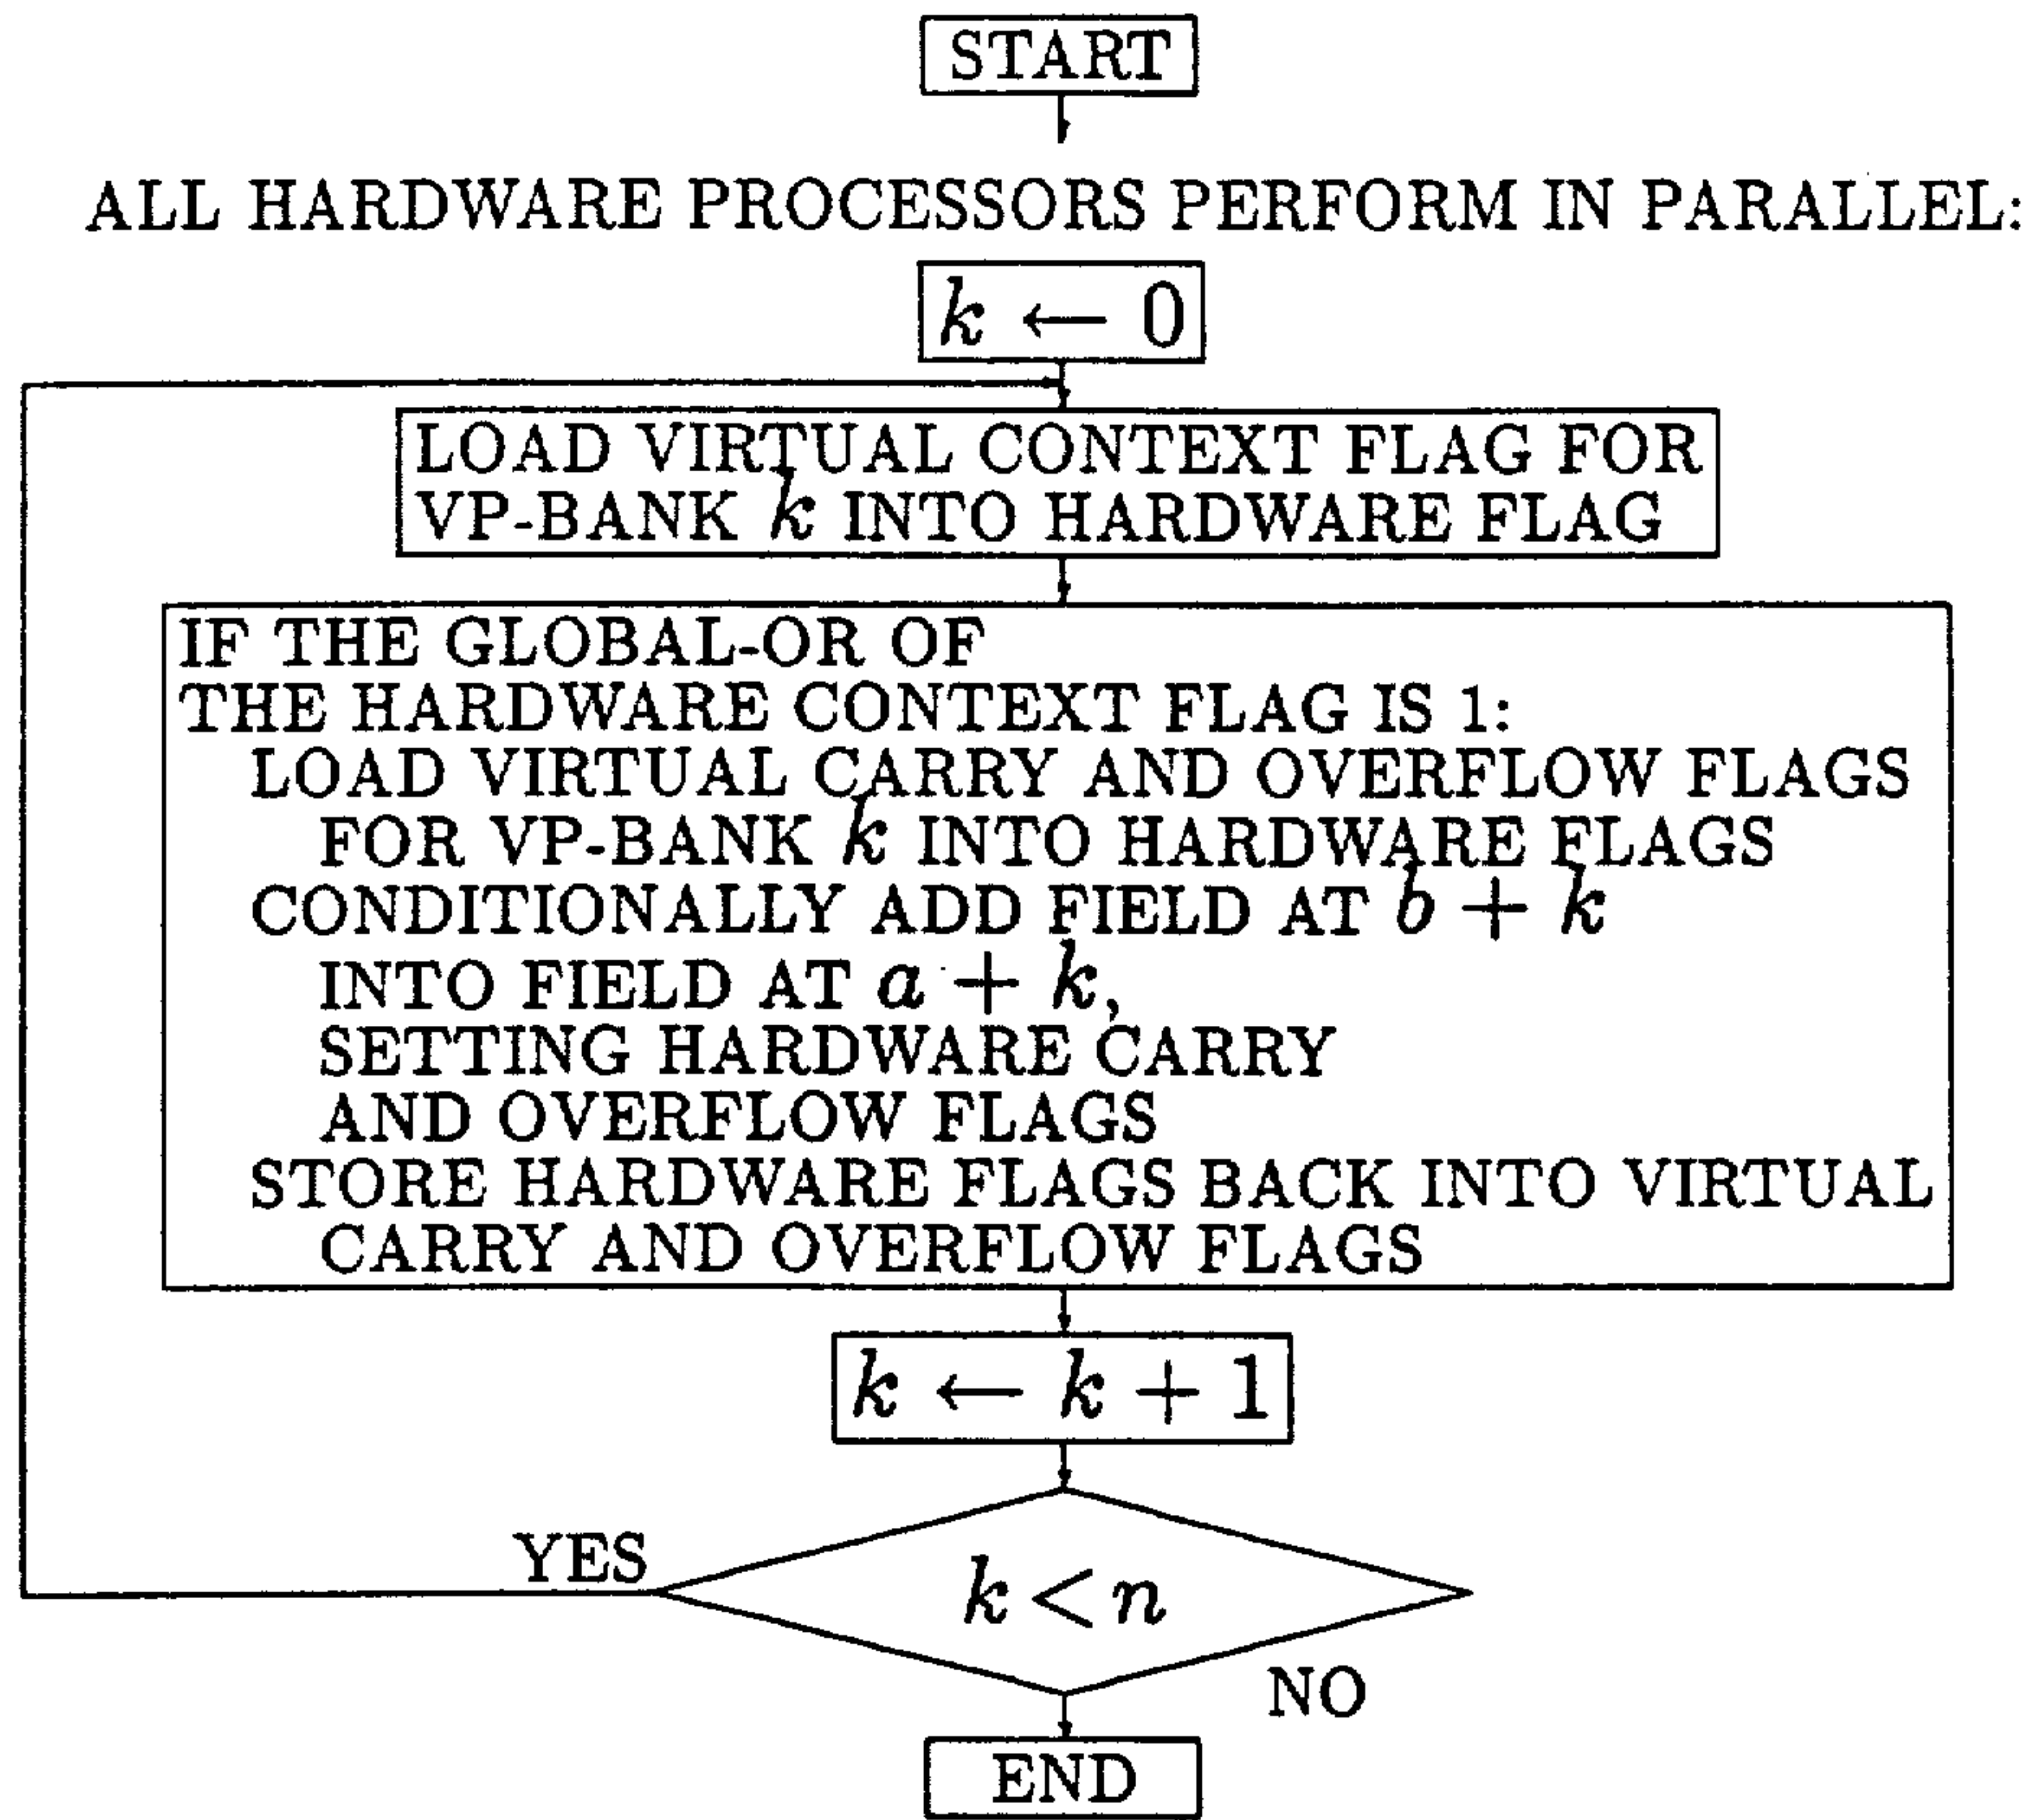 START
ALL HARDWARE PROCESSORS PERFORM IN PARALLEL:
k ← 0
LOAD VIRTUAL CONTEXT FLAG FOR
VP-BANK k INTO HARDWARE FLAG
IF THE GLOBAL-OR OF
THE HARDWARE CONTEXT FLAG IS 1:
LOAD VIRTUAL CARRY AND OVERFLOW FLAGS
FOR VP-BANK k INTO HARDWARE FLAGS
CONDITIONALLY ADD FIELD AT b + k
INTO FIELD AT a + k,
SETTING HARDWARE CARRY
AND OVERFLOW FLAGS
STORE HARDWARE FLAGS BACK INTO VIRTUAL
CARRY AND OVERFLOW FLAGS
k ← k + 1
YES
k < n
NO
END